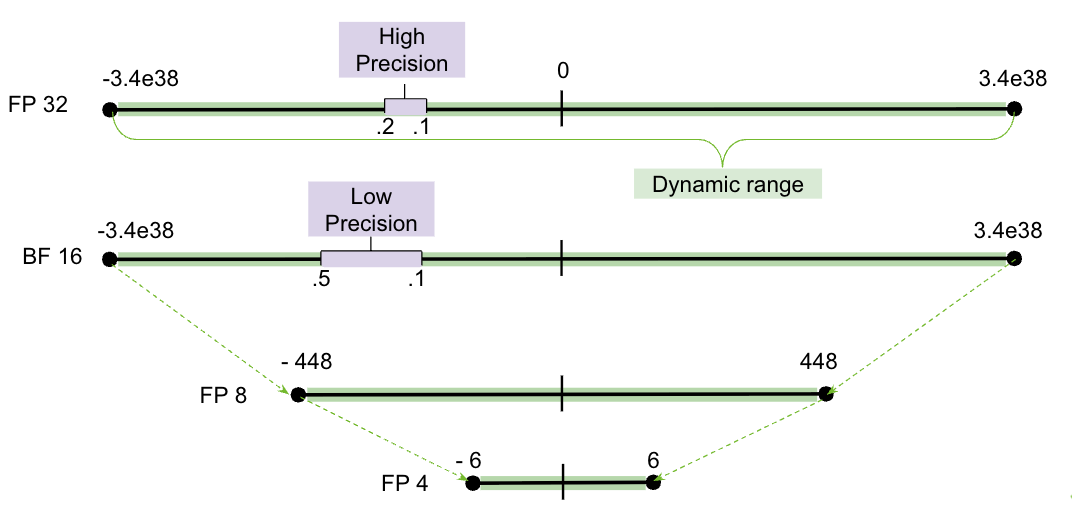 High
Precision
-3.4e38
0
3.4e38
FP 32
.2
.1
Dynamic range
Low
Precision
-3.4e38
3.4e38
BF 16
.5
.1
- 448
448
FP 8
- 6
6
FP 4